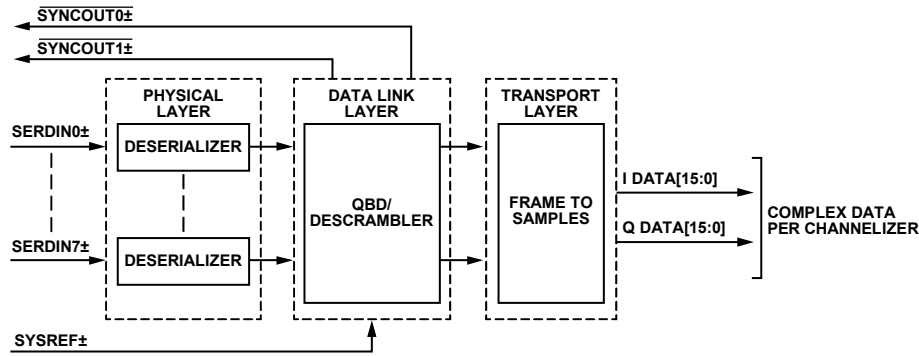 SYNCOUT0±
SYNCOUT1±
PHYSICAL
LAYER
DATA LINK
LAYER
TRANSPORT
LAYER
SERDIN0±
DESERIALIZER
QBD/
DESCRAMBLER
FRAME TO
SAMPLES
I DATA[15:0]
Q DATA[15:0]
COMPLEX DATA
PER CHANNELIZER
SERDIN7±
DESERIALIZER
SYSREF±